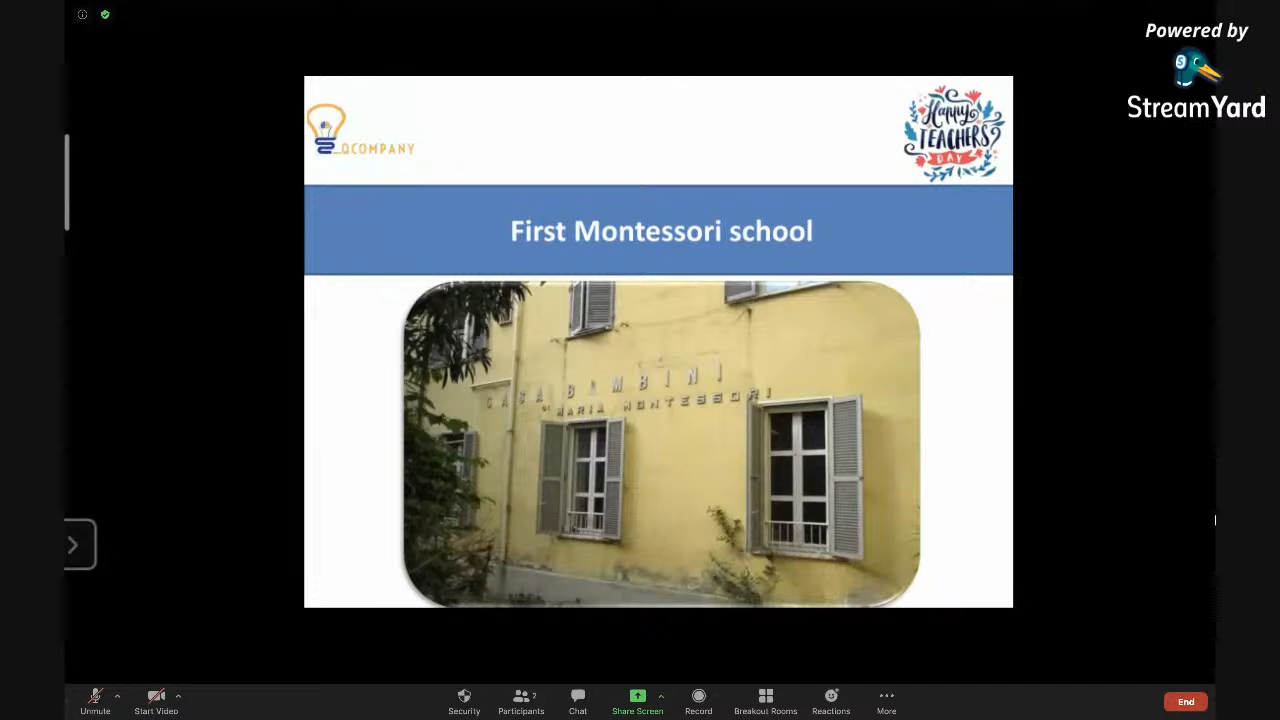 Powered by
StreamYard
QCOMPANY
Happy
TEACHERS
DAY
First Montessori school
CASA BAMBINI
DI MARIA MONTESSORI
Unmute
Start Video
Security
Participants
2
Chat
Share Screen
Record
Breakout Rooms
Reactions
More
End